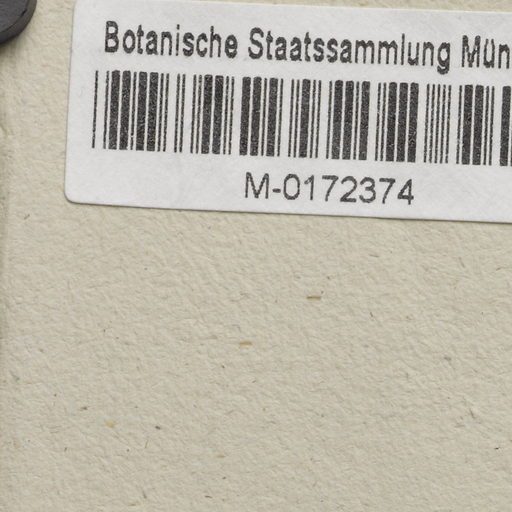 Botanische Staatssammlung Mün
M-0172374